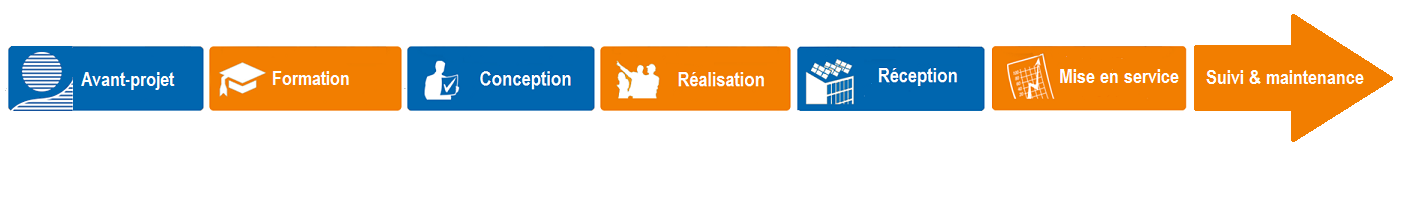 Avant-projet
Formation
Conception
Réalisation
Réception
Mise en service
Suivi & maintenance